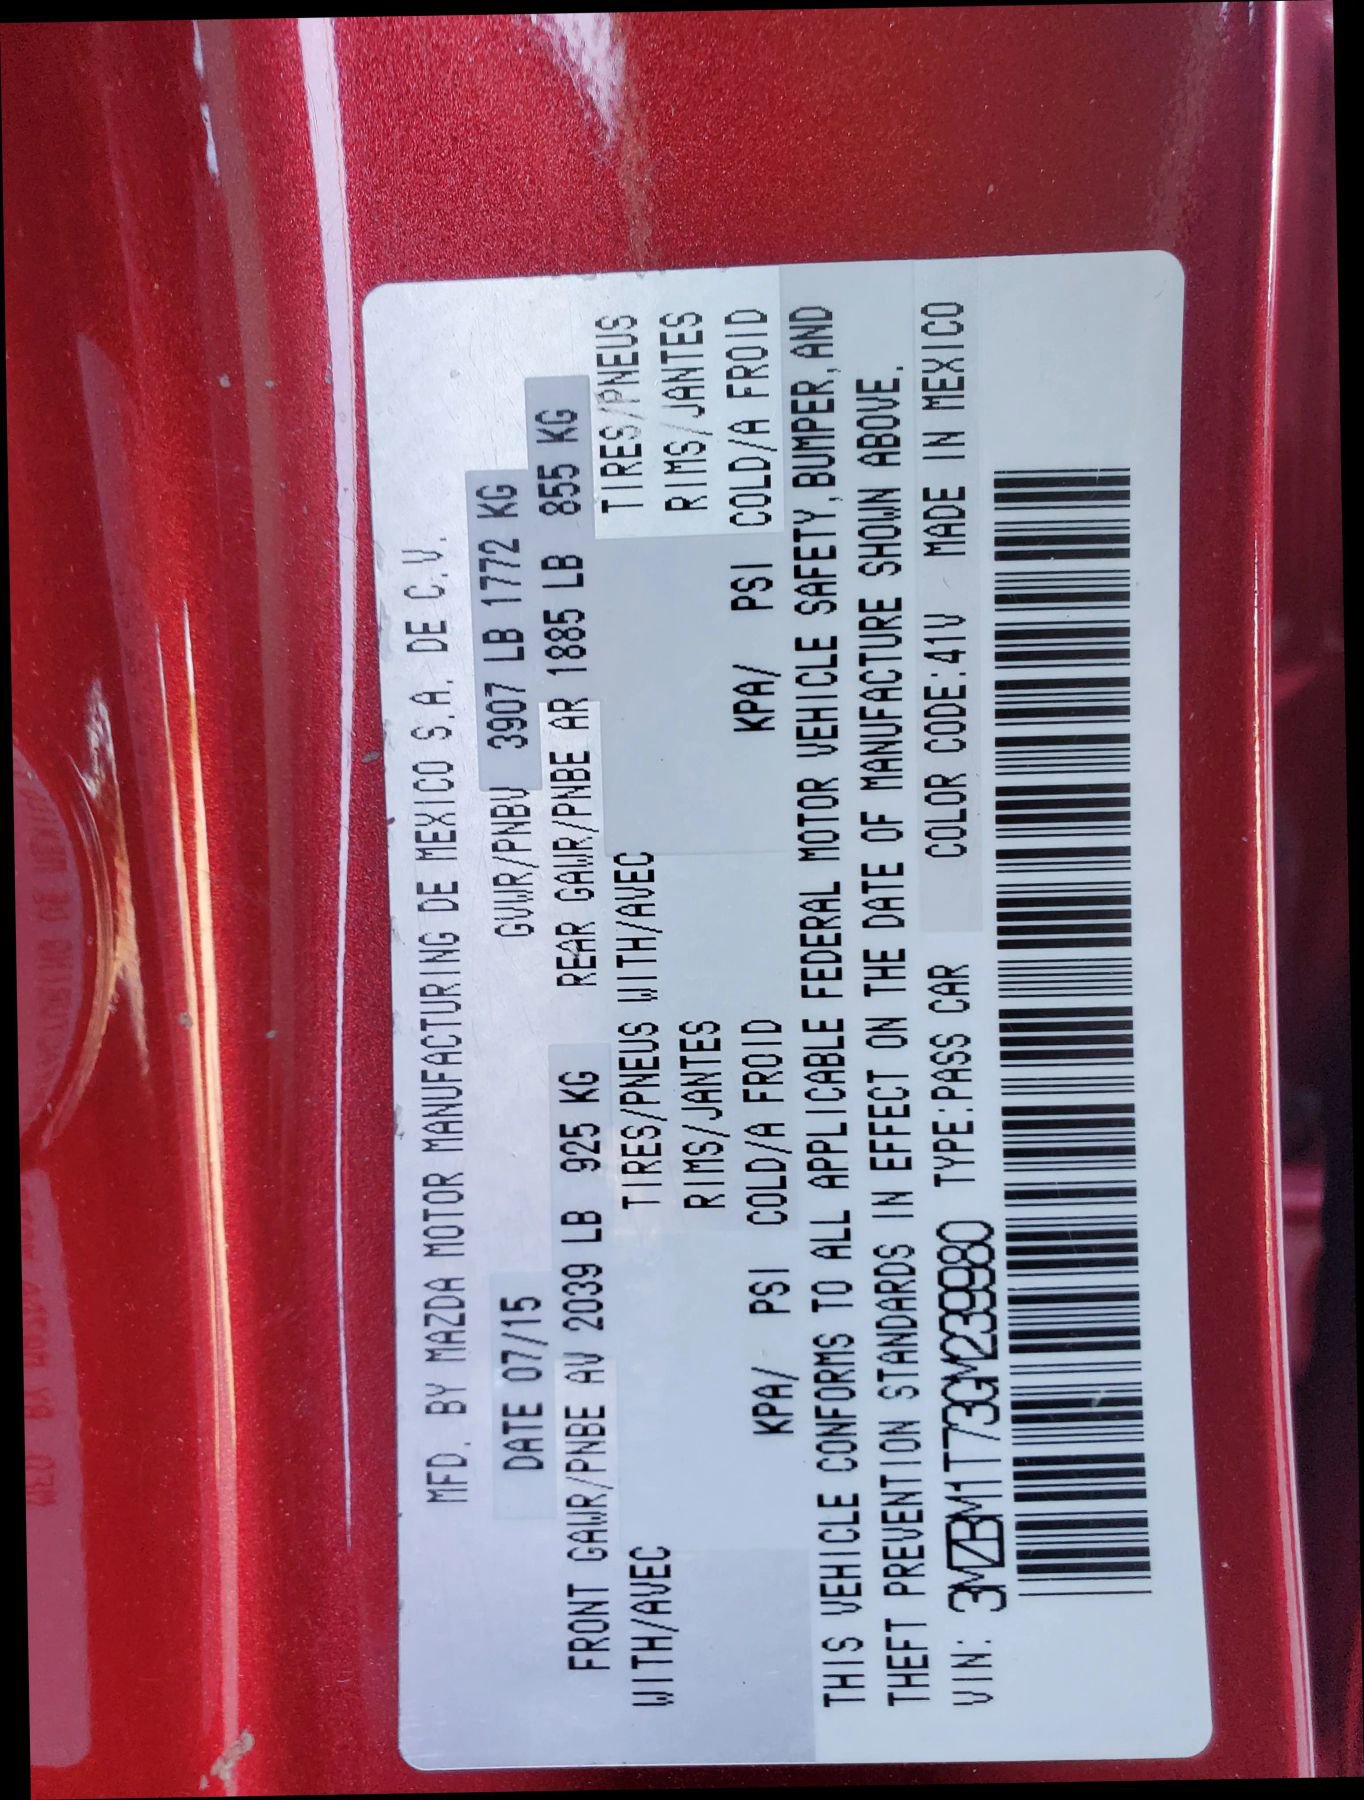 MFD. BY MAZDA MOTOR MANUFACTURING DE MEXICO S.A. DE C.V.
DATE 07/15 GVWR/PNBV 3907 LB 1772 KG
FRONT GAWR/PNBE AV 2039 LB 925 KG REAR GAWR/PNBE AR 1885 LB 855 KG
WITH/AVEC TIRES/PNEUS WITH/AVEC TIRES/PNEUS
RIMS/JANTES RIMS/JANTES
KPA/ PSI COLD/A FROID KPA/ PSI COLD/A FROID
THIS VEHICLE CONFORMS TO ALL APPLICABLE FEDERAL MOTOR VEHICLE SAFETY,BUMPER,AND
THEFT PREVENTION STANDARDS IN EFFECT ON THE DATE OF MANUFACTURE SHOWN ABOVE.
VIN: 3MZBM1T73GM239980 TYPE:PASS CAR COLOR CODE:41V MADE IN MEXICO